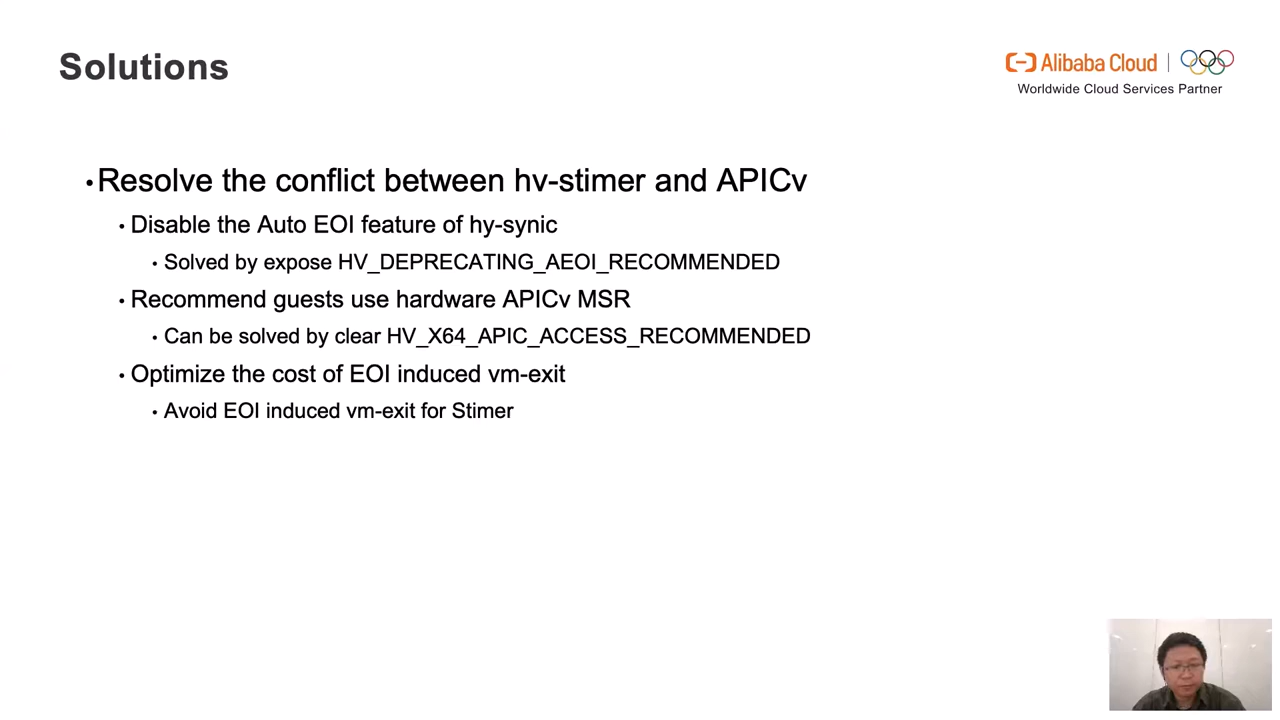 Solutions
Alibaba Cloud
Worldwide Cloud Services Partner
• Resolve the conflict between hv-stimer and APICv
• Disable the Auto EOI feature of hy-synic
• Solved by expose HV_DEPRECATING_AEOI_RECOMMENDED
• Recommend guests use hardware APICv MSR
• Can be solved by clear HV_X64_APIC_ACCESS_RECOMMENDED
• Optimize the cost of EOI induced vm-exit
• Avoid EOI induced vm-exit for Stimer